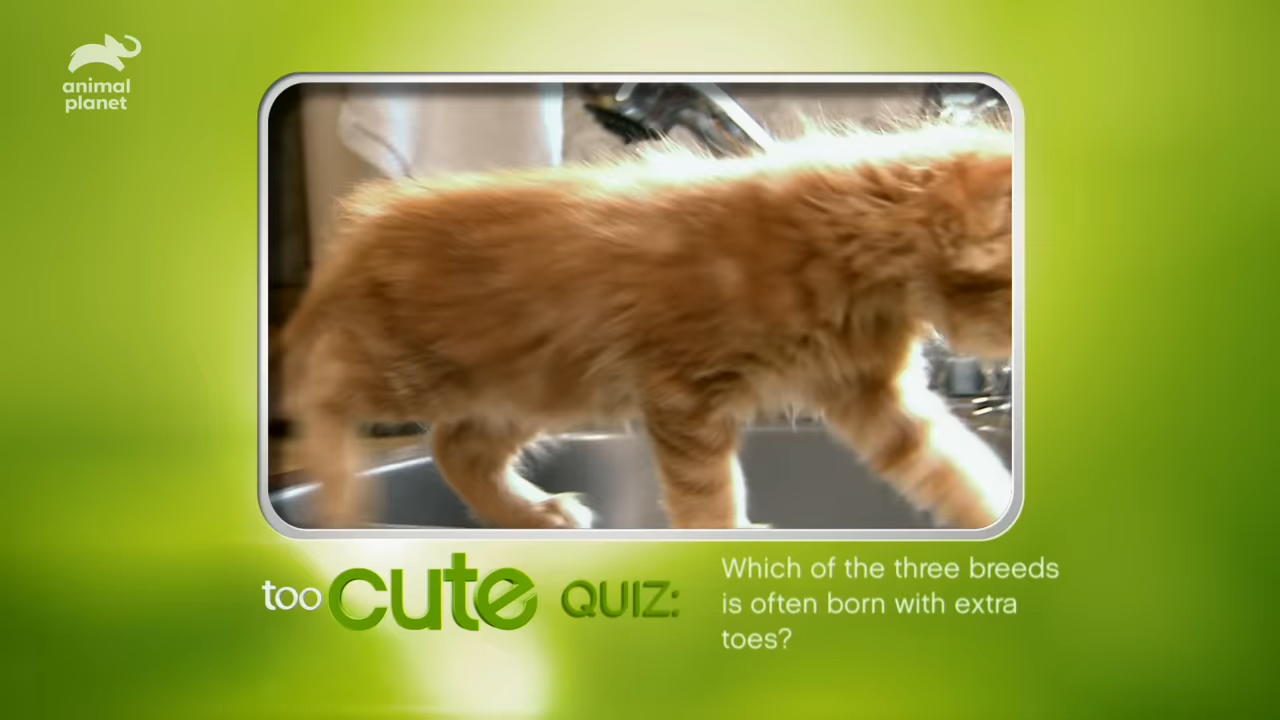 animal
planet
too cute QUIZ:
Which of the three breeds
is often born with extra
toes?